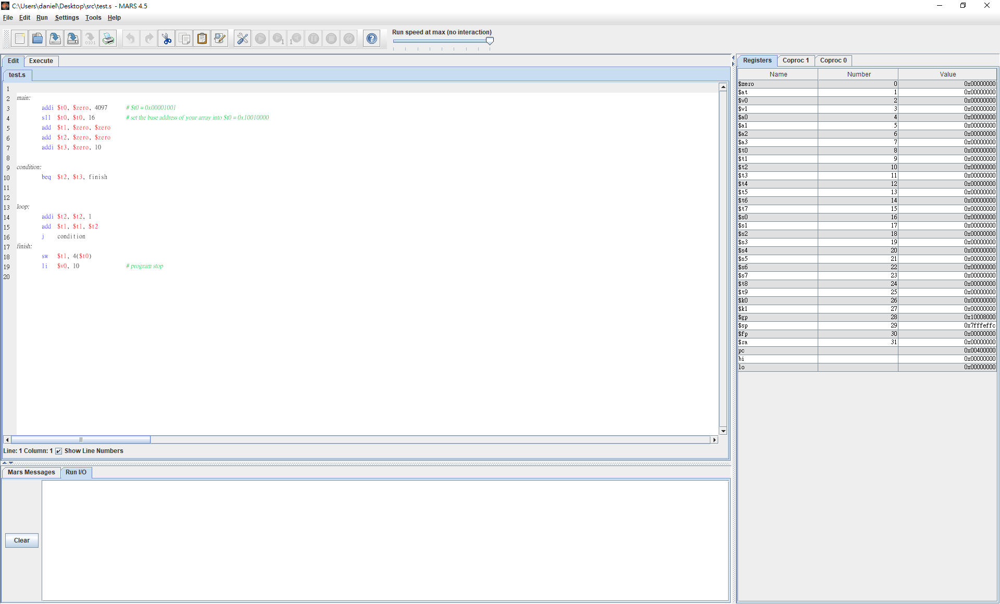 C:\Users\daniel\Desktop\src\test.s - MARS 4.5
File Edit Run Settings Tools Help
Run speed at max (no interaction)
Edit Execute
test.s
1
2 main:
3 addi $t0, $zero, 4097 # $t0 = 0x00001001
4 sll $t0, $t0, 16 # set the base address of your array into $t0 = 0x10010000
5 add $t1, $zero, $zero
6 add $t2, $zero, $zero
7 addi $t3, $zero, 10
8
9 condition:
10 beq $t2, $t3, finish
11
12
13 loop:
14 addi $t2, $t2, 1
15 add $t1, $t1, $t2
16 j condition
17 finish:
18 sw $t1, 4($t0)
19 li $v0, 10 # program stop
20
Line: 1 Column: 1 Show Line Numbers
Mars Messages Run I/O
Clear
Registers Coproc 1 Coproc 0
Name Number Value
$zero 0 0x00000000
$at 1 0x00000000
$v0 2 0x00000000
$v1 3 0x00000000
$a0 4 0x00000000
$a1 5 0x00000000
$a2 6 0x00000000
$a3 7 0x00000000
$t0 8 0x00000000
$t1 9 0x00000000
$t2 10 0x00000000
$t3 11 0x00000000
$t4 12 0x00000000
$t5 13 0x00000000
$t6 14 0x00000000
$t7 15 0x00000000
$s0 16 0x00000000
$s1 17 0x00000000
$s2 18 0x00000000
$s3 19 0x00000000
$s4 20 0x00000000
$s5 21 0x00000000
$s6 22 0x00000000
$s7 23 0x00000000
$t8 24 0x00000000
$t9 25 0x00000000
$k0 26 0x00000000
$k1 27 0x00000000
$gp 28 0x10008000
$sp 29 0x7fffeffc
$fp 30 0x00000000
$ra 31 0x00000000
pc 0x00400000
hi 0x00000000
lo 0x00000000